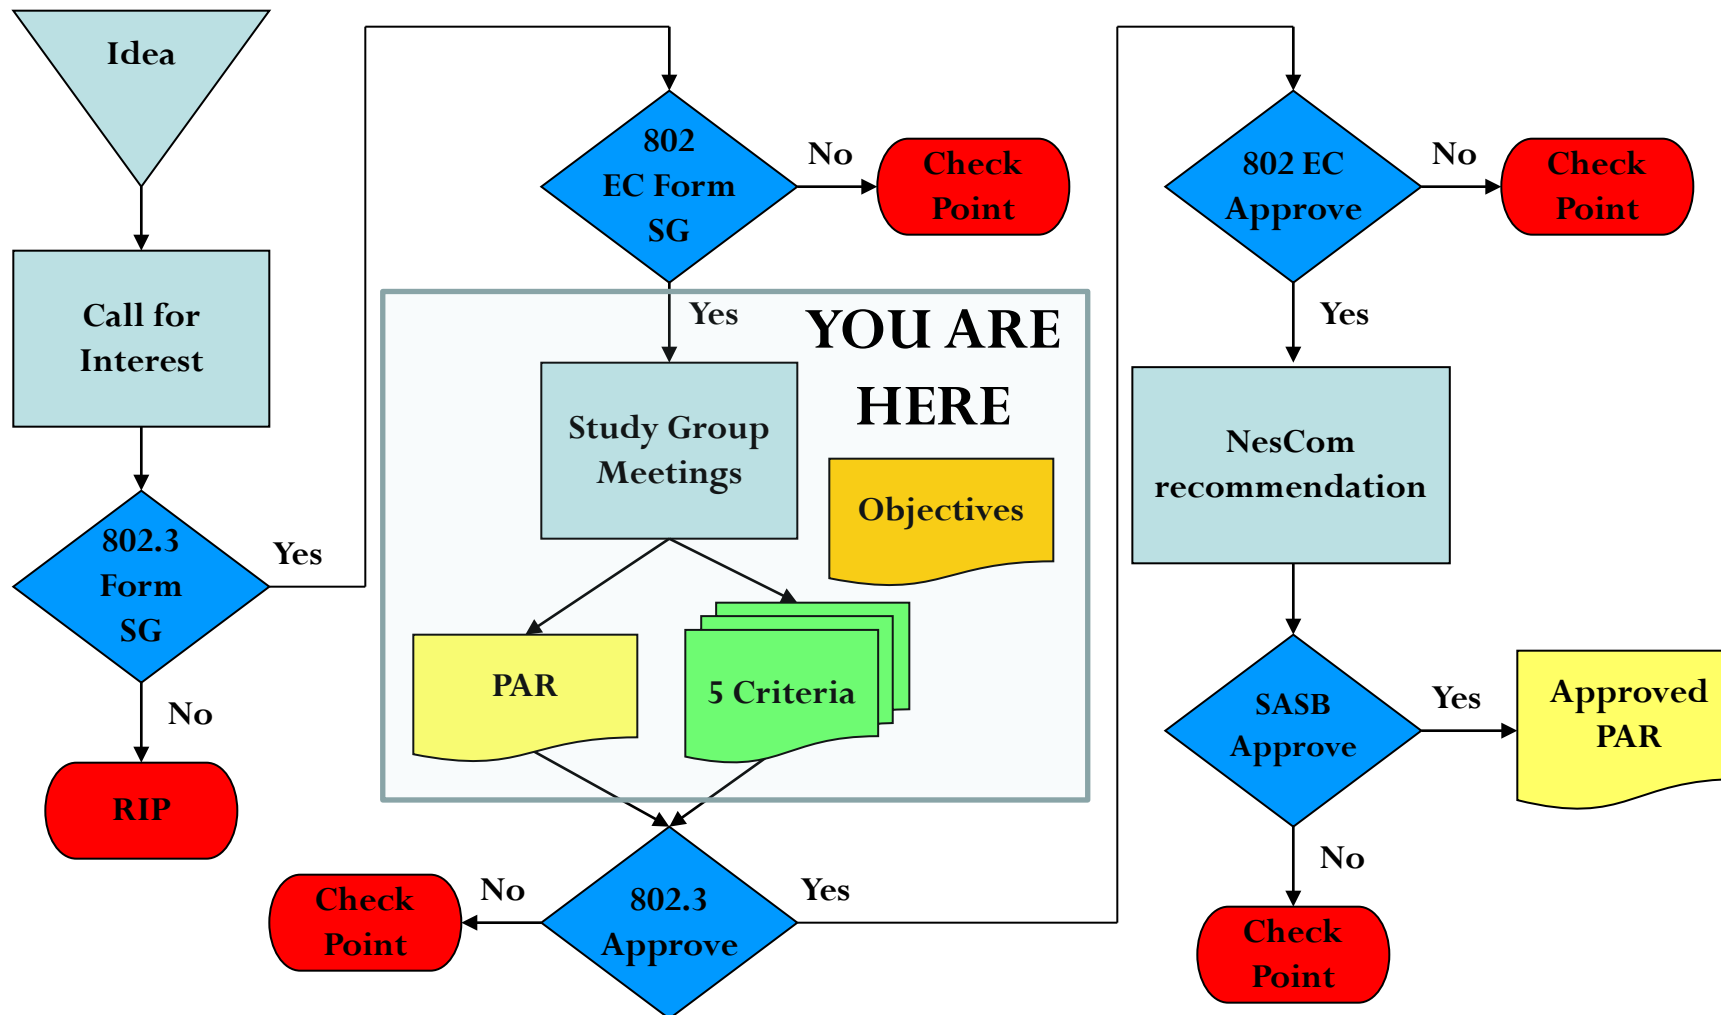 Idea
Call for
Interest
802.3
Form
SG
Yes
No
RIP
802
EC Form
SG
No
Check
Point
Yes
YOU ARE
HERE
Study Group
Meetings
Objectives
PAR
5 Criteria
802.3
Approve
No
Check
Point
Yes
802 EC
Approve
No
Check
Point
Yes
NesCom
recommendation
SASB
Approve
Yes
Approved
PAR
No
Check
Point